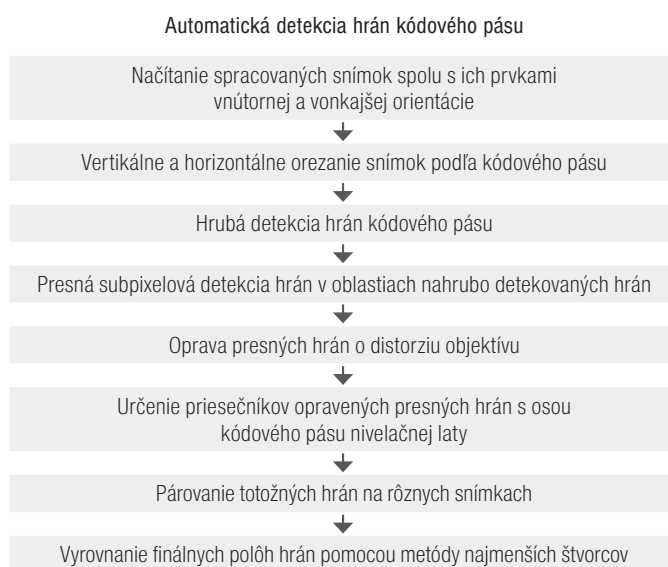 Automatická detekcia hrán kódového pásu
Načítanie spracovaných snímok spolu s ich prvkami
vnútornej a vonkajšej orientácie
Vertikálne a horizontálne orezanie snímok podľa kódového pásu
Hrubá detekcia hrán kódového pásu
Presná subpixelová detekcia hrán v oblastiach nahrubo detekovaných hrán
Oprava presných hrán o distorziu objektívu
Určenie priesečníkov opravených presných hrán s osou
kódového pásu nivelačnej laty
Párovanie totožných hrán na rôznych snímkach
Vyrovnanie finálnych polôh hrán pomocou metódy najmenších štvorcov